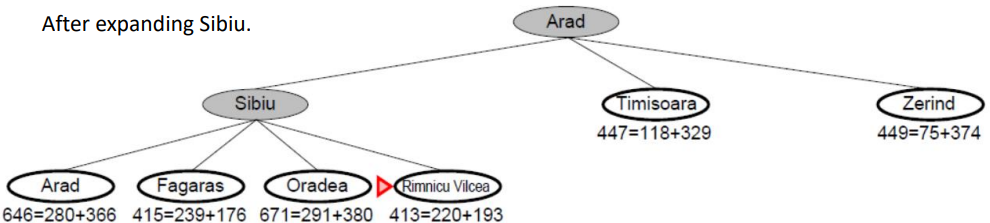 After expanding Sibiu.
Arad
Sibiu
Timisoara
Zerind
447=118+329
449=75+374
Arad
Fagaras
Oradea
Rimnicu Vilcea
646=280+366
415=239+176
671=291+380
413=220+193